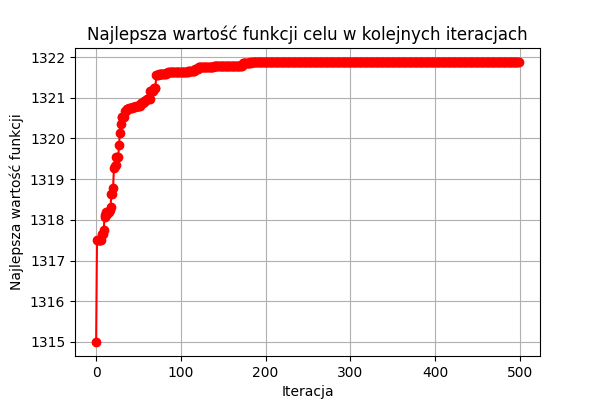 Najlepsza wartość funkcji celu w kolejnych iteracjach
1322
1321
1320
1319
1318
1317
1316
1315
Najlepsza wartość funkcji
0 100 200 300 400 500
Iteracja